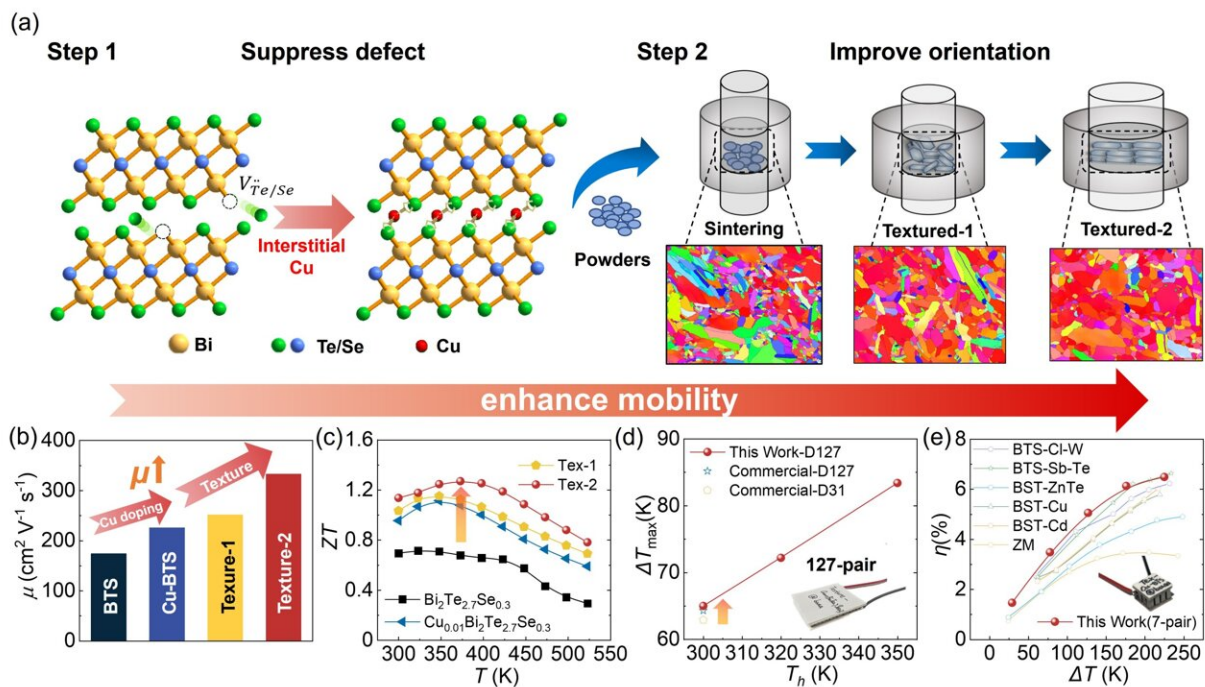 (a)
Step 1
Suppress defect
Step 2
Improve orientation
V¨Te/Se
Interstitial
Cu
Powders
Sintering
Textured-1
Textured-2
Bi
Te/Se
Cu
enhance mobility
(b)
400
300
200
100
0
μ (cm² V⁻¹ s⁻¹)
μ↑
Cu doping
Texture
BTS
Cu-BTS
Texure-1
Texture-2
(c)
1.6
1.2
0.8
0.4
0.0
ZT
Tex-1
Tex-2
Bi₂Te₂.₇Se₀.₃
Cu₀.₀₁Bi₂Te₂.₇Se₀.₃
300 350 400 450 500 550
T (K)
(d)
90
80
70
60
ΔTmax(K)
This Work-D127
Commercial-D127
Commercial-D31
127-pair
300 310 320 330 340 350
Th (K)
(e)
8
6
4
2
0
η(%)
BTS-Cl-W
BTS-Sb-Te
BST-ZnTe
BST-Cu
BST-Cd
ZM
This Work(7-pair)
0 50 100 150 200 250
ΔT (K)